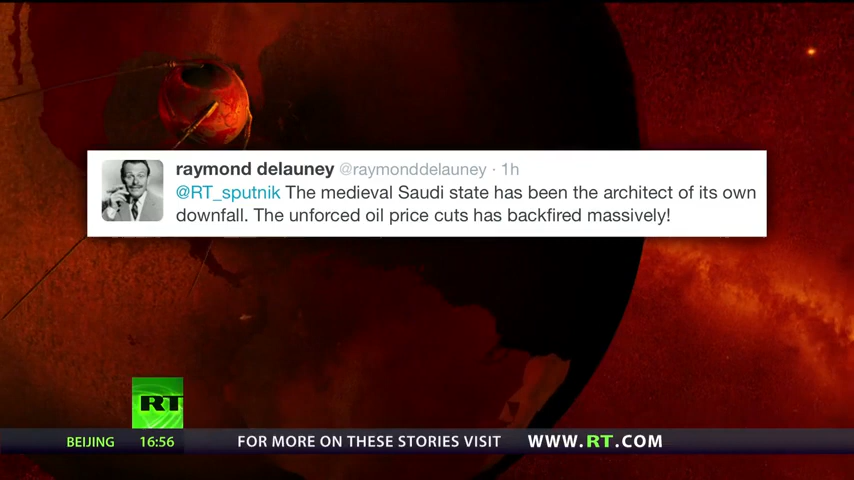 raymond delauney @raymonddelauney · 1h
@RT_sputnik The medieval Saudi state has been the architect of its own
downfall. The unforced oil price cuts has backfired massively!
RT
BEIJING 16:56 FOR MORE ON THESE STORIES VISIT WWW.RT.COM